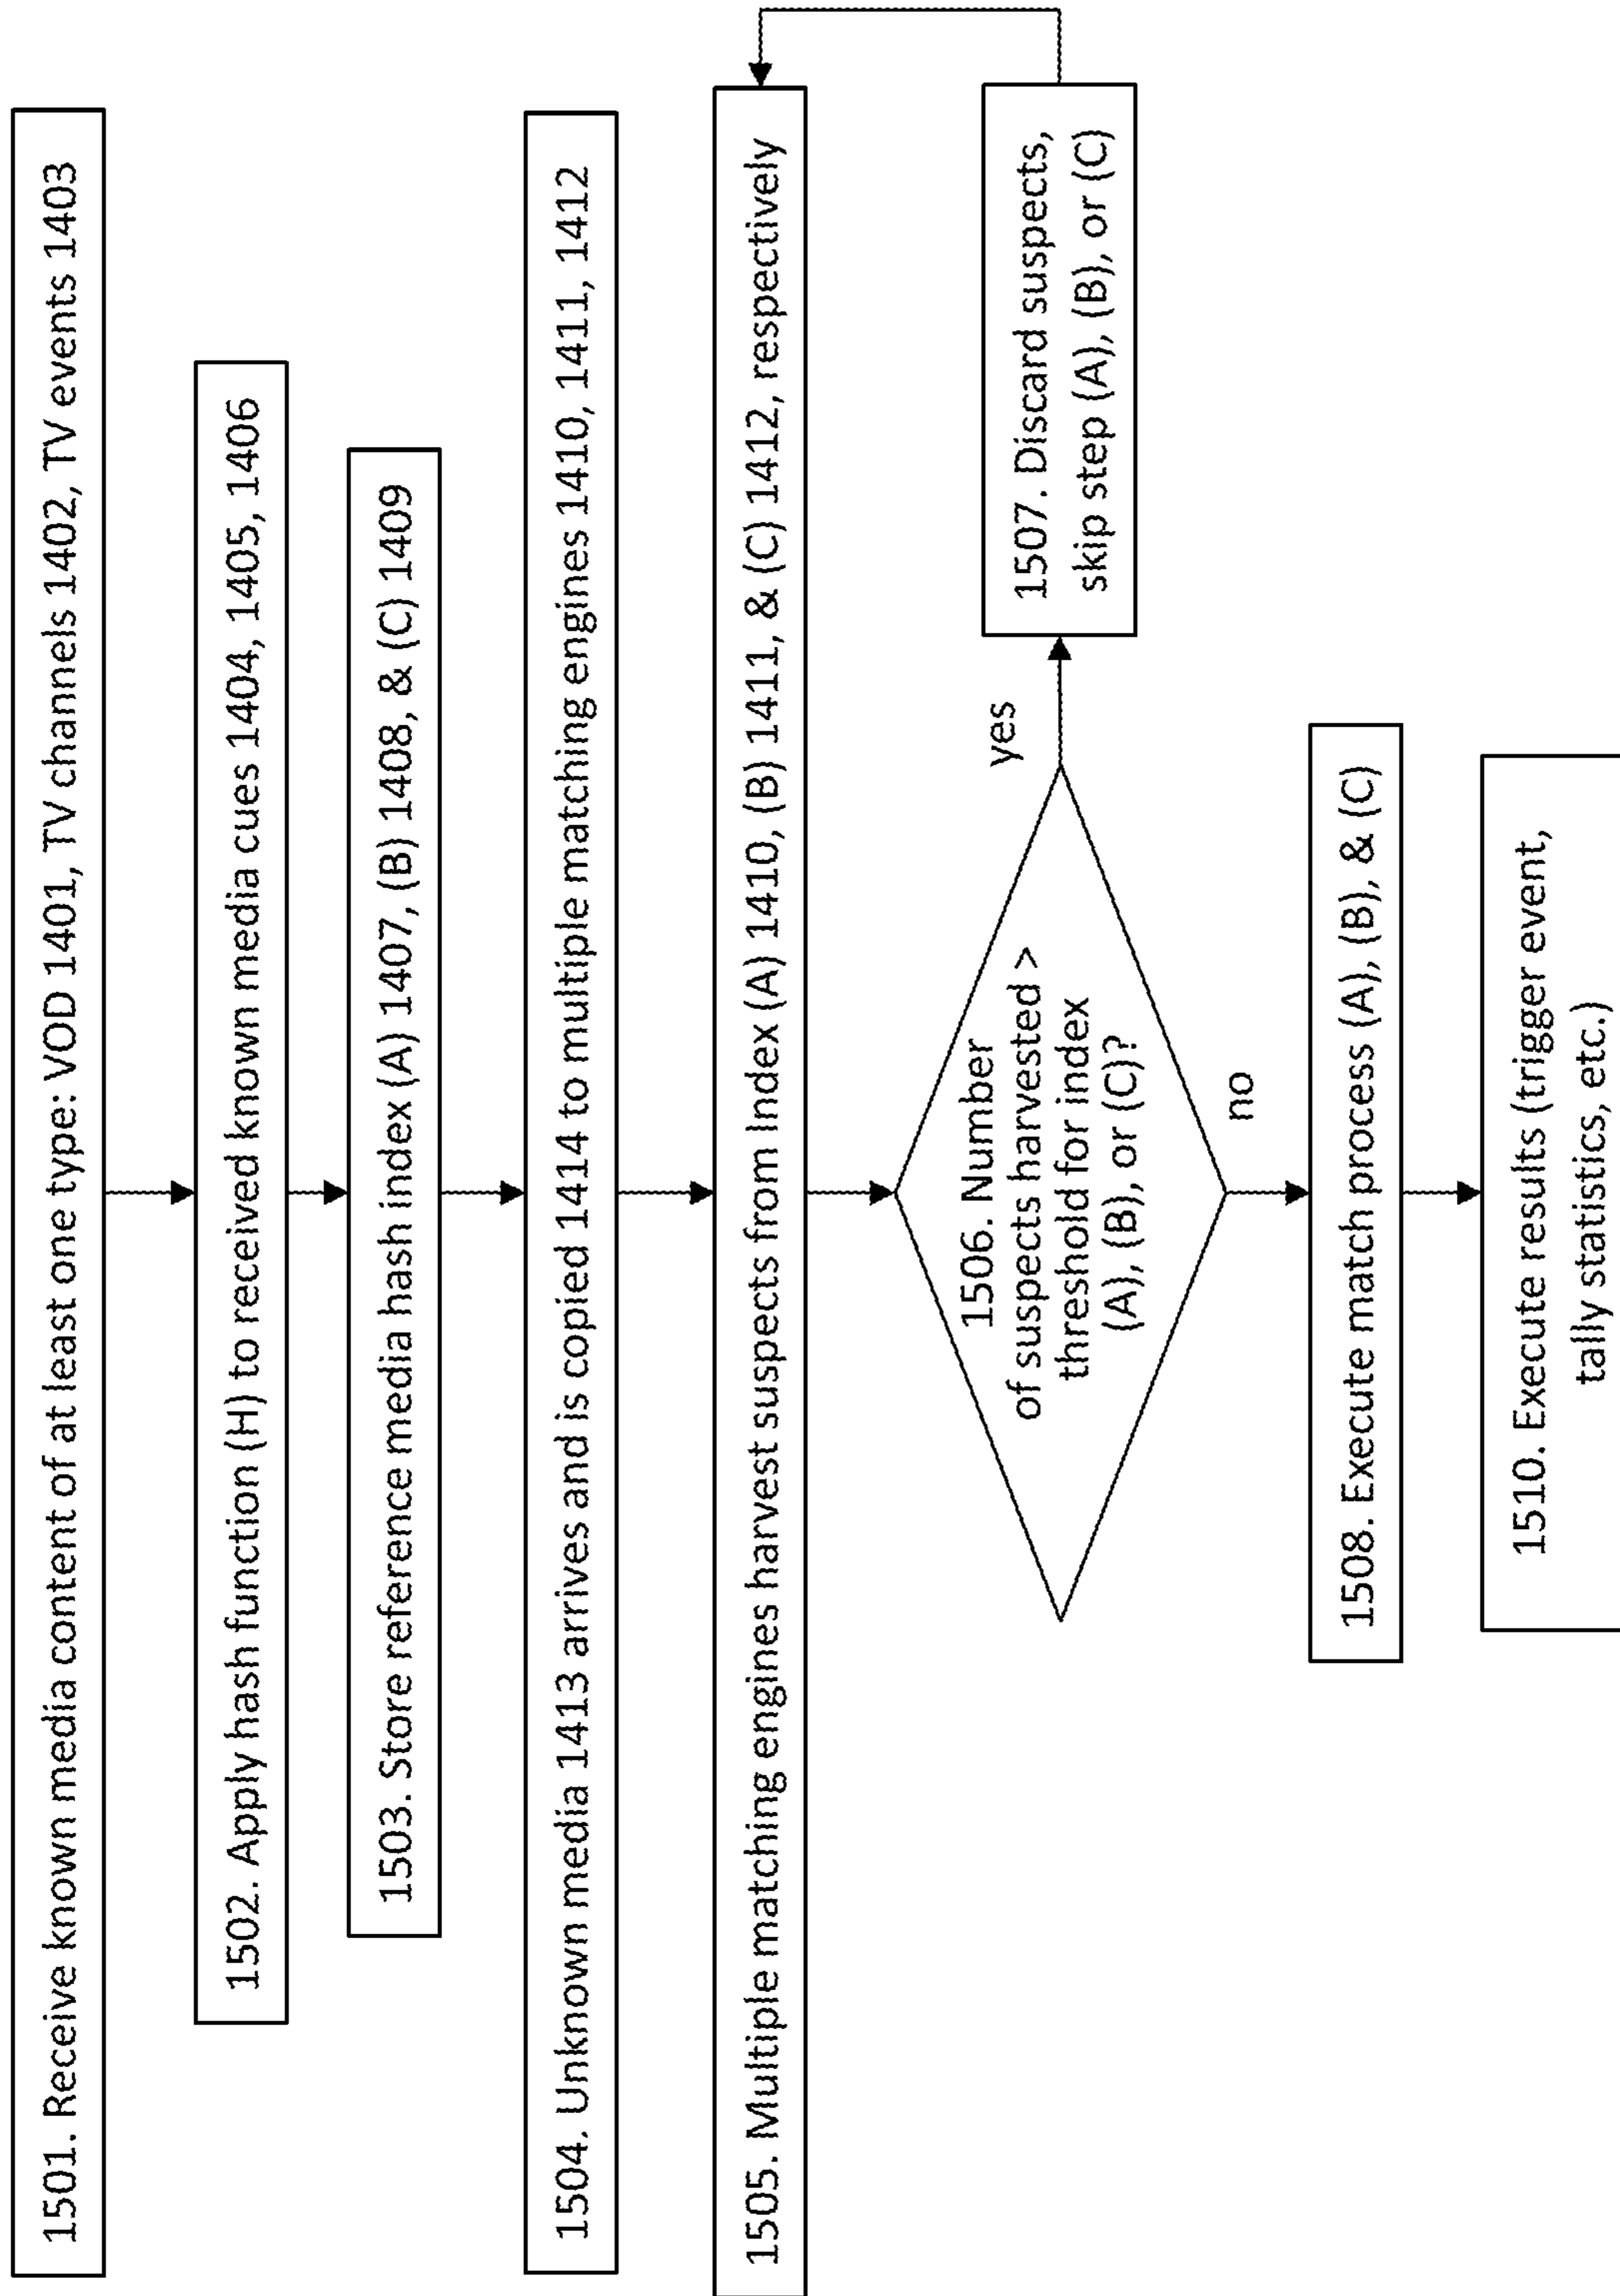 1501. Receive known media content of at least one type: VOD 1401, TV channels 1402, TV events 1403
1502. Apply hash function (H) to received known media cues 1404, 1405, 1406
1503. Store reference media hash index (A) 1407, (B) 1408, & (C) 1409
1504. Unknown media 1413 arrives and is copied 1414 to multiple matching engines 1410, 1411, 1412
1505. Multiple matching engines harvest suspects from Index (A) 1410, (B) 1411, & (C) 1412, respectively
1506. Number
of suspects harvested >
threshold for index
(A), (B), or (C)?
yes
1507. Discard suspects,
skip step (A), (B), or (C)
no
1508. Execute match process (A), (B), & (C)
1510. Execute results (trigger event,
tally statistics, etc.)